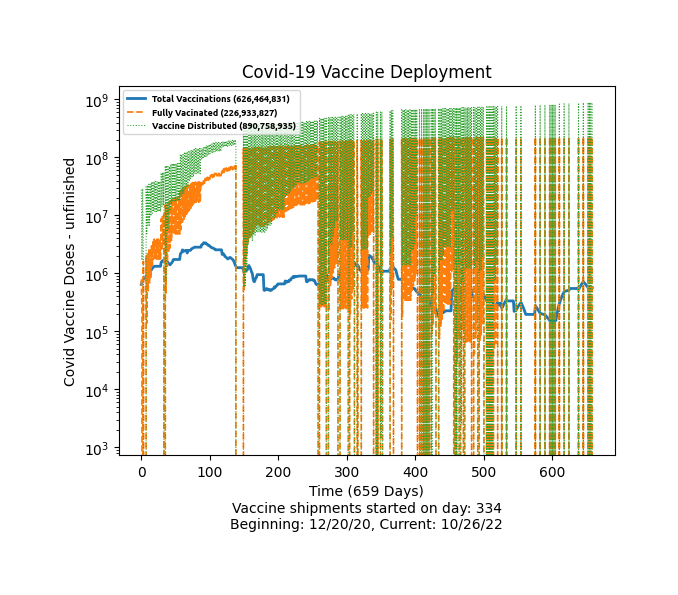 Covid-19 Vaccine Deployment
Total Vaccinations (626,464,831)
Fully Vacinated (226,933,827)
Vaccine Distributed (890,758,935)
Covid Vaccine Doses - unfinished
10⁹
10⁸
10⁷
10⁶
10⁵
10⁴
10³
0 100 200 300 400 500 600
Time (659 Days)
Vaccine shipments started on day: 334
Beginning: 12/20/20, Current: 10/26/22